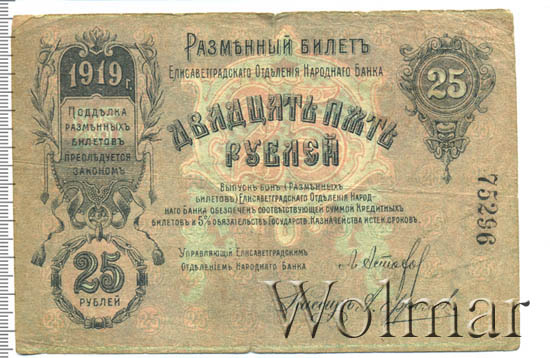 Размѣнный Билетъ
Елисаветградскаго Отдѣленія Народнаго Банка
1919 г.
25
Поддѣлка
размѣнныхъ
билетовъ
преслѣдуется
закономъ
Двадцать пять
рублей
Выпускъ бонъ (размѣнныхъ
билетовъ) Елисаветградскаго Отдѣленія Народ-
наго Банка обезпеченъ соотвѣтствующей суммой Кредитныхъ
билетовъ и 5% обязательствъ Государств. Казначейства истек. сроковъ.
75296
Управляющій Елисаветградскимъ
Отдѣленіемъ Народнаго Банка
25
рублей
Wolmar